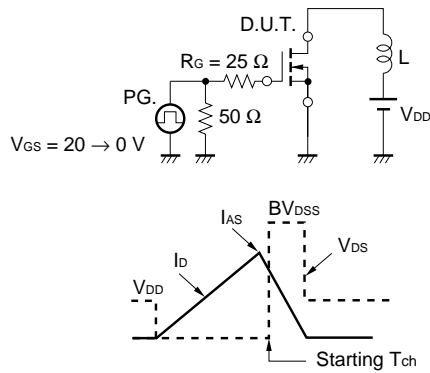 D.U.T.
RG = 25 Ω
L
PG.
50 Ω
VDD
VGS = 20 → 0 V
BVDSS
IAS
ID
VDS
VDD
Starting Tch